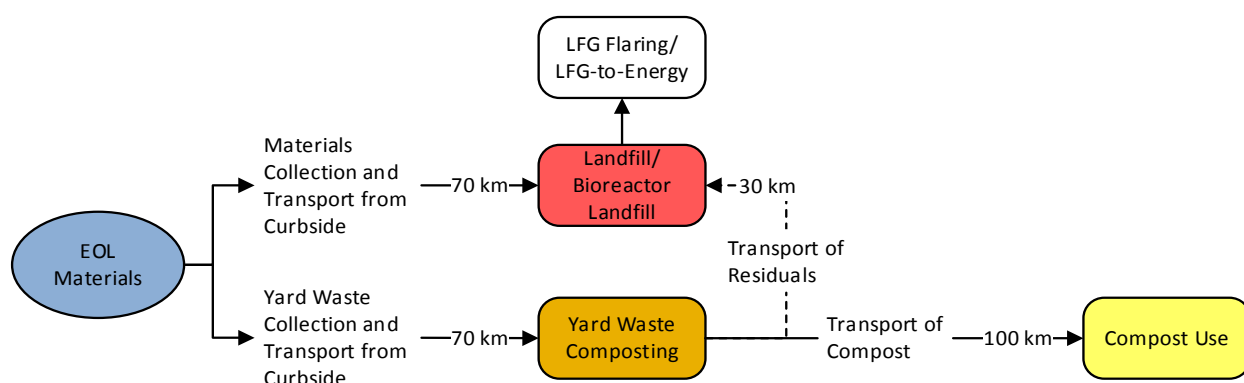 LFG Flaring/
LFG-to-Energy
Materials
Collection and
Transport from
Curbside
70 km
Landfill/
Bioreactor
Landfill
30 km
EOL
Materials
Transport of
Residuals
Yard Waste
Collection and
Transport from
Curbside
70 km
Yard Waste
Composting
Transport of
Compost
100 km
Compost Use